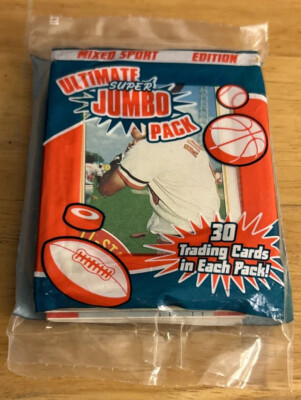 MIXED SPORT EDITION
ULTIMATE
SUPER
JUMBO
PACK
30
Trading Cards
in Each Pack!